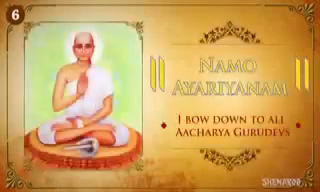 6
Namo
Ayariyanam
I bow down to all
Aacharya Gurudevs
SHEMAROO